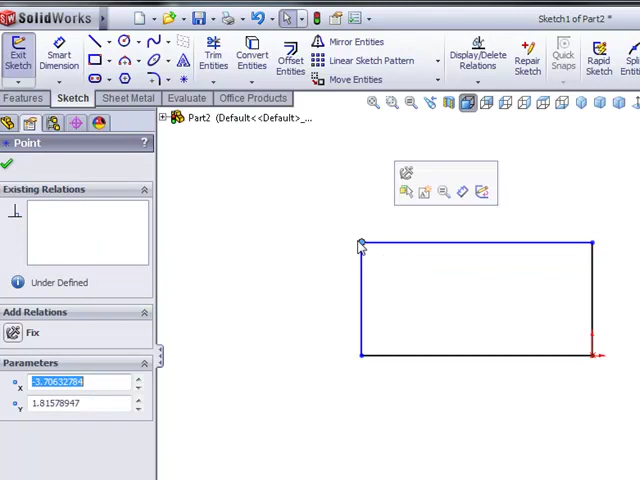 SolidWorks
Sketch1 of Part2 *
Exit Sketch
Smart Dimension
Trim Entities
Convert Entities
Offset Entities
Mirror Entities
Linear Sketch Pattern
Move Entities
Display/Delete Relations
Repair Sketch
Quick Snaps
Rapid Sketch
Features
Sketch
Sheet Metal
Evaluate
Office Products
Part2 (Default<<Default>_...
Point
?
Existing Relations
Under Defined
Add Relations
Fix
Parameters
X
-3.70632784
Y
1.81578947